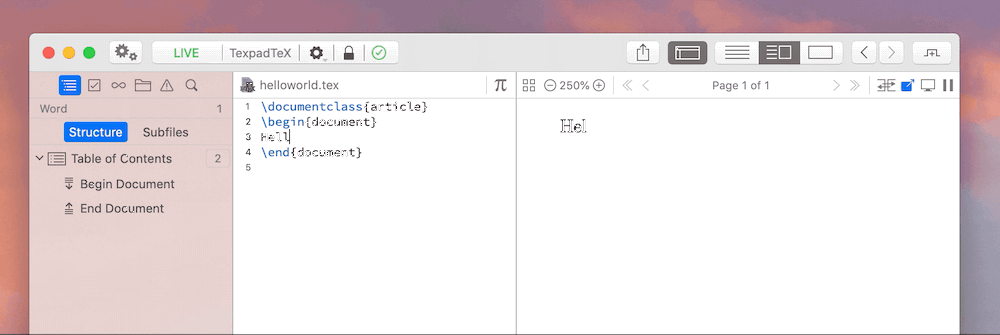 LIVE TexpadTeX
helloworld.tex
250% Page 1 of 1
Word 1
Structure Subfiles
Table of Contents 2
Begin Document
End Document
1 \documentclass{article}
2 \begin{document}
3 Hell
4 \end{document}
5
Hel